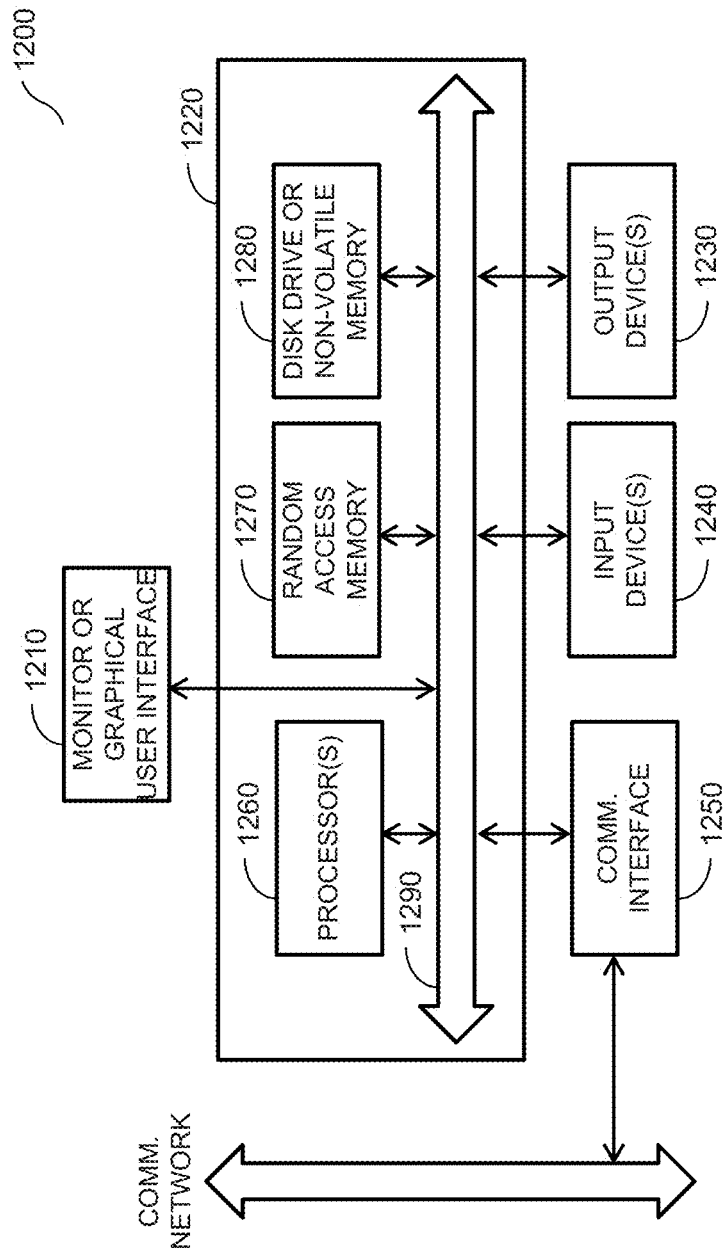 1200
1210
MONITOR OR
GRAPHICAL
USER INTERFACE
1220
1260
PROCESSOR(S)
1270
RANDOM
ACCESS
MEMORY
1280
DISK DRIVE OR
NON-VOLATILE
MEMORY
1290
COMM.
NETWORK
COMM.
INTERFACE
1250
INPUT
DEVICE(S)
1240
OUTPUT
DEVICE(S)
1230